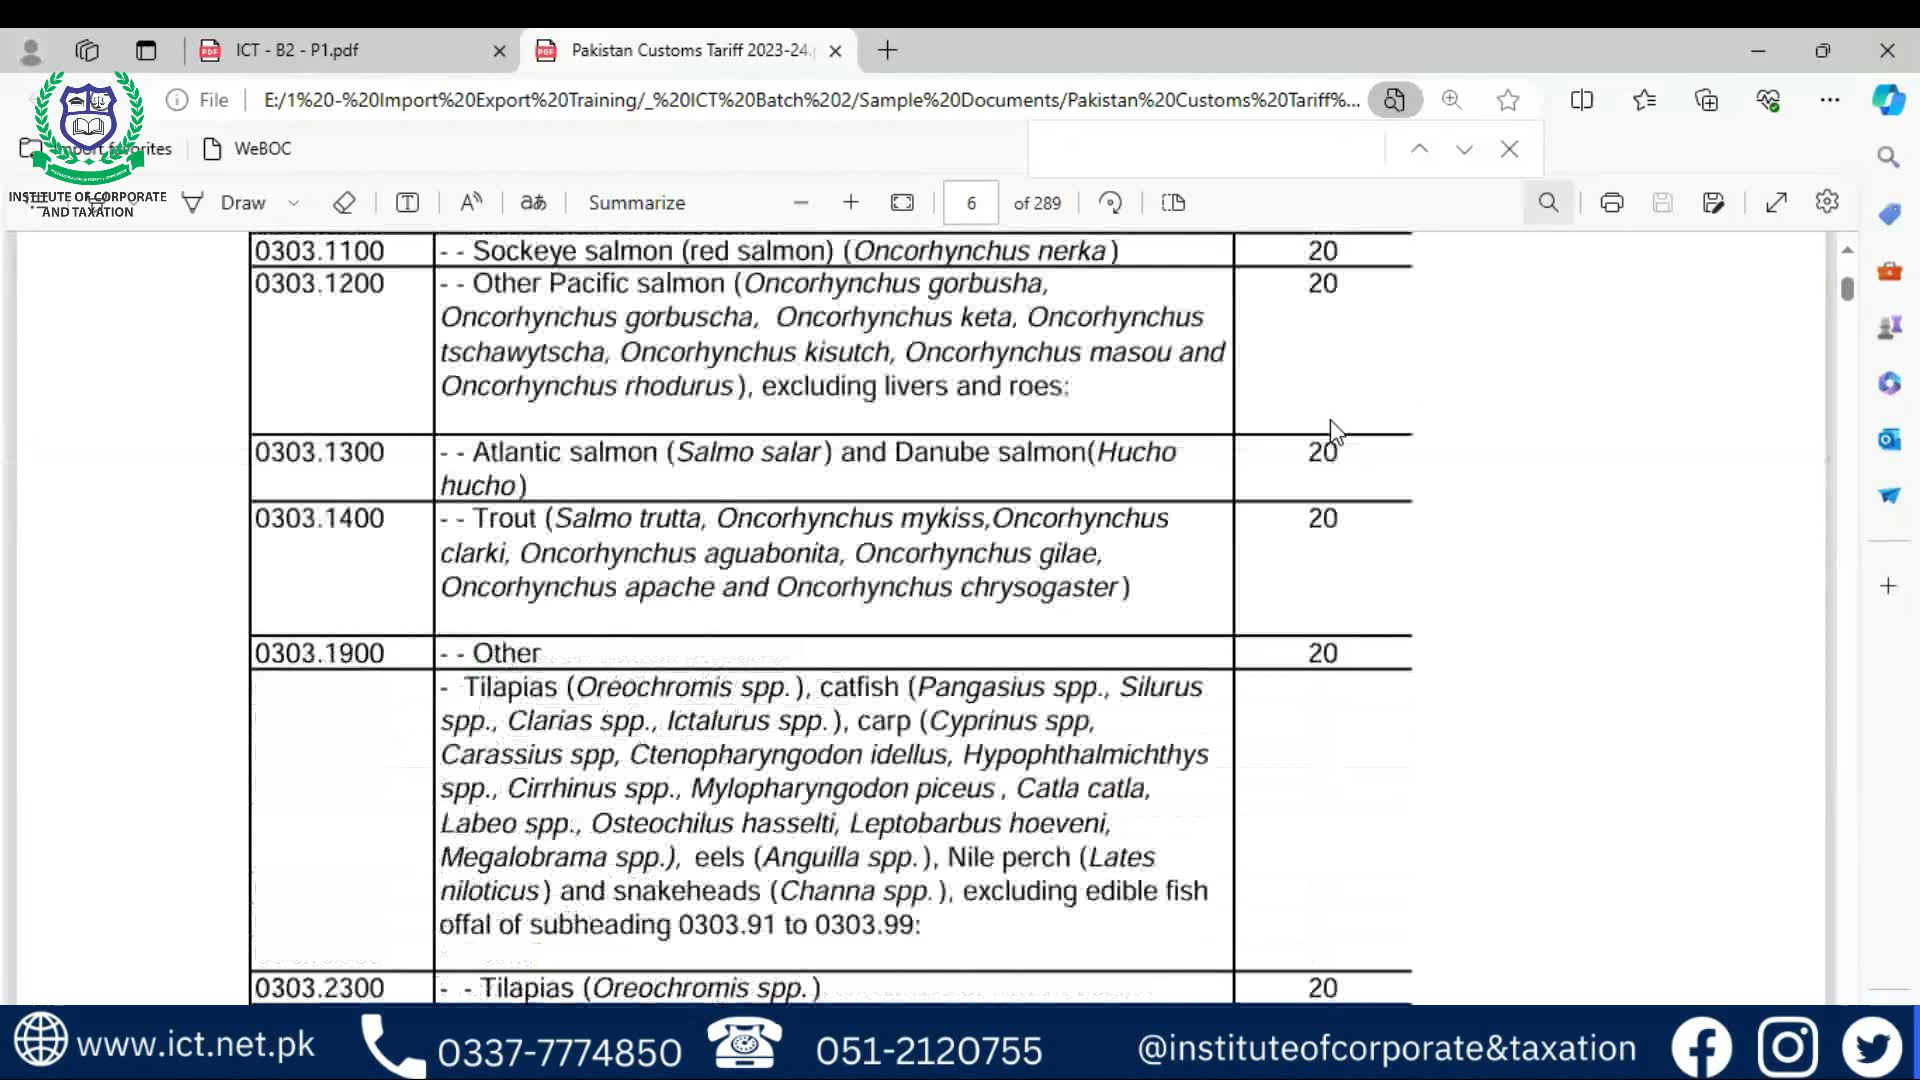 ICT - B2 - P1.pdf
Pakistan Customs Tariff 2023-24.
File
E:/1%20-%20Import%20Export%20Training/_%20ICT%20Batch%202/Sample%20Documents/Pakistan%20Customs%20Tariff%...
Import favorites
WeBOC
INSTITUTE OF CORPORATE
AND TAXATION
Draw
Summarize
6
of 289
0303.1100
- - Sockeye salmon (red salmon) (Oncorhynchus nerka)
20
0303.1200
- - Other Pacific salmon (Oncorhynchus gorbusha,
Oncorhynchus gorbuscha, Oncorhynchus keta, Oncorhynchus
tschawytscha, Oncorhynchus kisutch, Oncorhynchus masou and
Oncorhynchus rhodurus), excluding livers and roes:
20
0303.1300
- - Atlantic salmon (Salmo salar) and Danube salmon(Hucho
hucho)
20
0303.1400
- - Trout (Salmo trutta, Oncorhynchus mykiss,Oncorhynchus
clarki, Oncorhynchus aguabonita, Oncorhynchus gilae,
Oncorhynchus apache and Oncorhynchus chrysogaster)
20
0303.1900
- - Other
20
- Tilapias (Oreochromis spp.), catfish (Pangasius spp., Silurus
spp., Clarias spp., Ictalurus spp.), carp (Cyprinus spp,
Carassius spp, Ctenopharyngodon idellus, Hypophthalmichthys
spp., Cirrhinus spp., Mylopharyngodon piceus , Catla catla,
Labeo spp., Osteochilus hasselti, Leptobarbus hoeveni,
Megalobrama spp.), eels (Anguilla spp.), Nile perch (Lates
niloticus) and snakeheads (Channa spp.), excluding edible fish
offal of subheading 0303.91 to 0303.99:
0303.2300
- - Tilapias (Oreochromis spp.)
20
www.ict.net.pk
0337-7774850
051-2120755
@instituteofcorporate&taxation